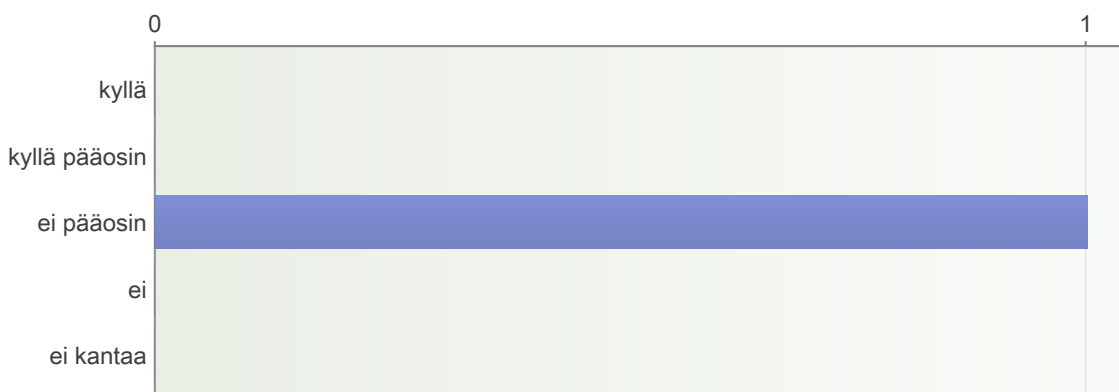 0 1
kyllä
kyllä pääosin
ei pääosin
ei
ei kantaa